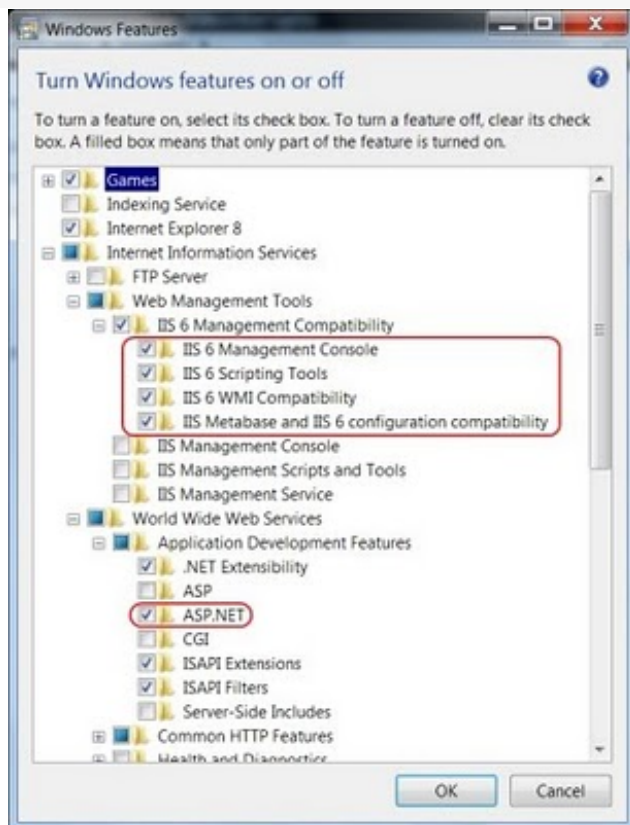 Windows Features
Turn Windows features on or off
To turn a feature on, select its check box. To turn a feature off, clear its check
box. A filled box means that only part of the feature is turned on.
Games
Indexing Service
Internet Explorer 8
Internet Information Services
FTP Server
Web Management Tools
IIS 6 Management Compatibility
IIS 6 Management Console
IIS 6 Scripting Tools
IIS 6 WMI Compatibility
IIS Metabase and IIS 6 configuration compatibility
IIS Management Console
IIS Management Scripts and Tools
IIS Management Service
World Wide Web Services
Application Development Features
.NET Extensibility
ASP
ASP.NET
CGI
ISAPI Extensions
ISAPI Filters
Server-Side Includes
Common HTTP Features
Health and Diagnostics
OK Cancel